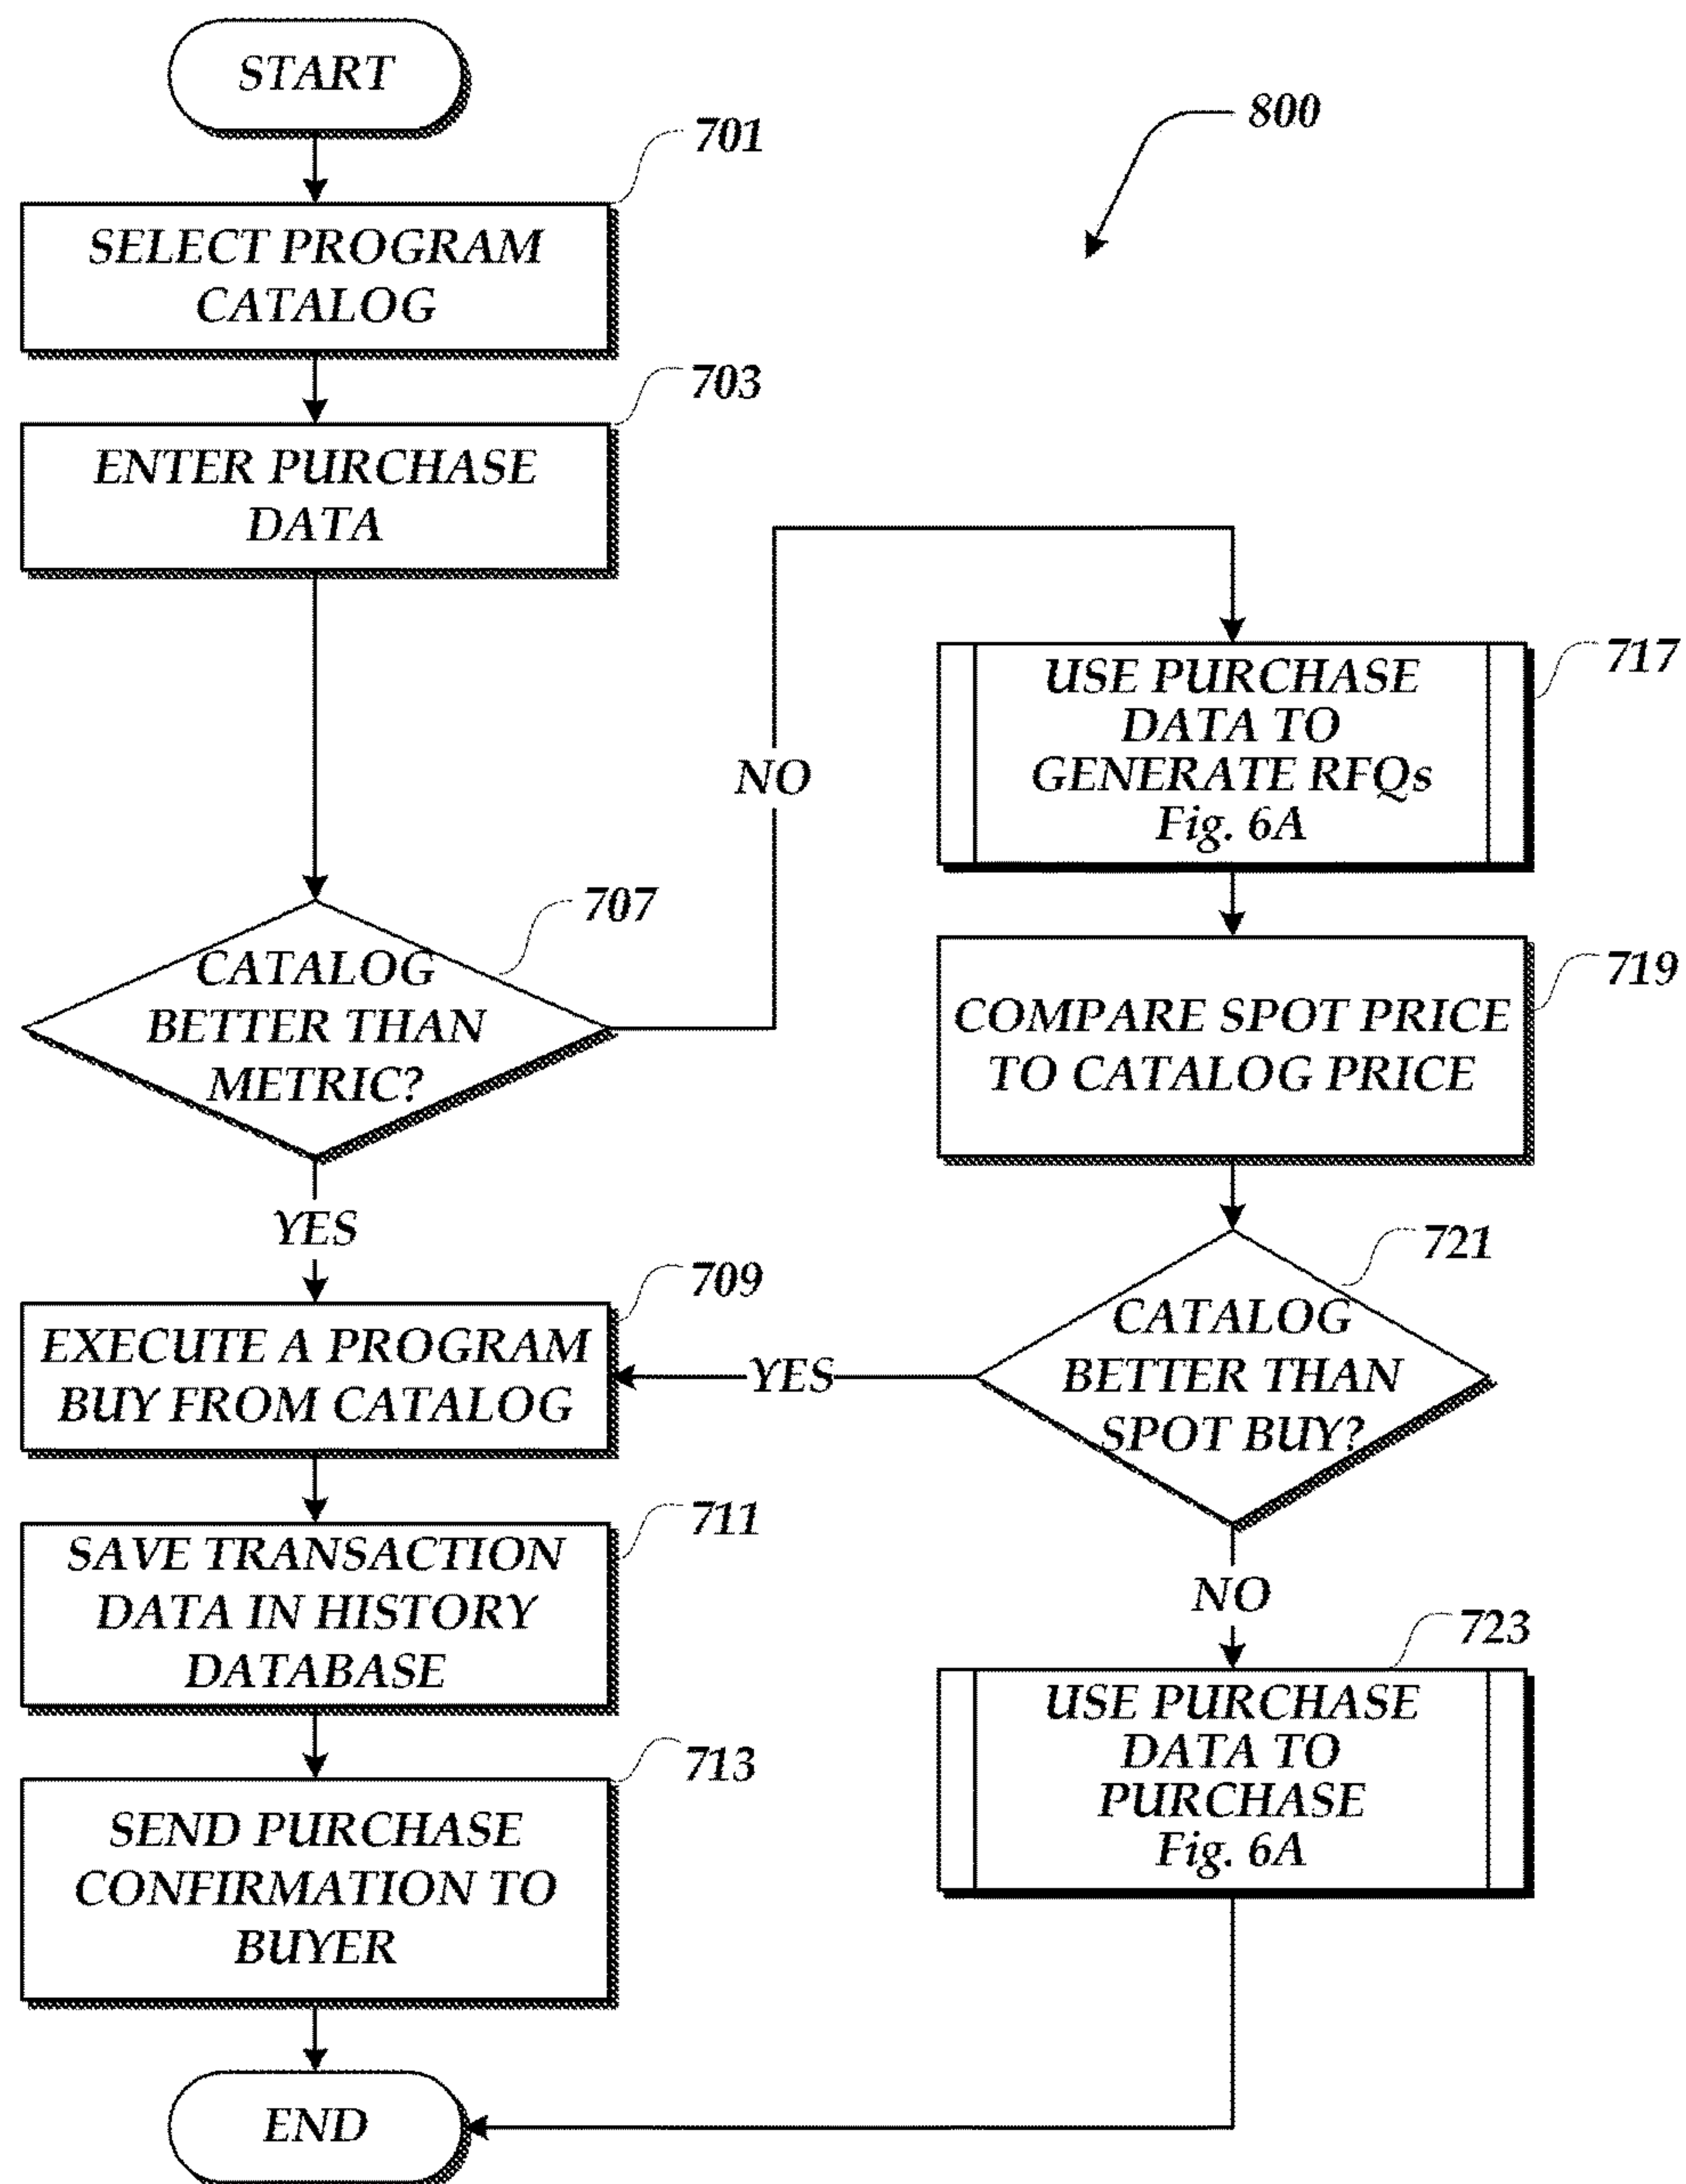 START
800
701
SELECT PROGRAM
CATALOG
703
ENTER PURCHASE
DATA
707
CATALOG
BETTER THAN
METRIC?
NO
YES
709
EXECUTE A PROGRAM
BUY FROM CATALOG
711
SAVE TRANSACTION
DATA IN HISTORY
DATABASE
713
SEND PURCHASE
CONFIRMATION TO
BUYER
END
717
USE PURCHASE
DATA TO
GENERATE RFQs
Fig. 6A
719
COMPARE SPOT PRICE
TO CATALOG PRICE
721
CATALOG
BETTER THAN
SPOT BUY?
YES
NO
723
USE PURCHASE
DATA TO
PURCHASE
Fig. 6A